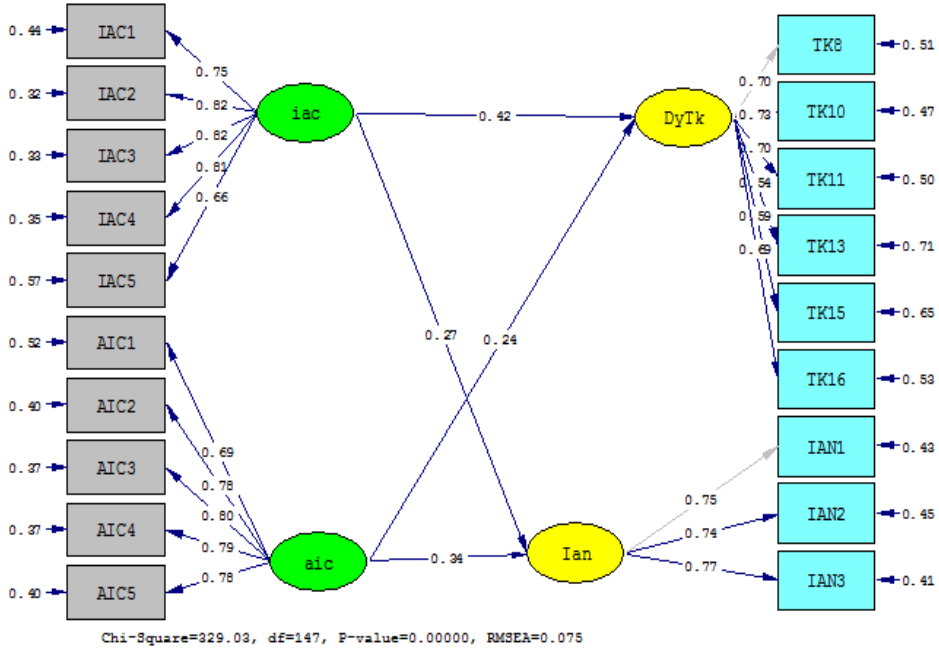 0.44
IAC1
0.32
IAC2
0.33
IAC3
0.35
IAC4
0.57
IAC5
0.52
AIC1
0.40
AIC2
0.37
AIC3
0.37
AIC4
0.40
AIC5
0.75
0.82
0.82
0.81
0.66
0.69
0.78
0.80
0.79
0.78
iac
aic
0.42
0.27
0.24
0.34
DyTk
Ian
0.70
0.73
0.70
0.54
0.59
0.69
0.75
0.74
0.77
TK8
0.51
TK10
0.47
TK11
0.50
TK13
0.71
TK15
0.65
TK16
0.53
IAN1
0.43
IAN2
0.45
IAN3
0.41
Chi-Square=329.03, df=147, P-value=0.00000, RMSEA=0.075